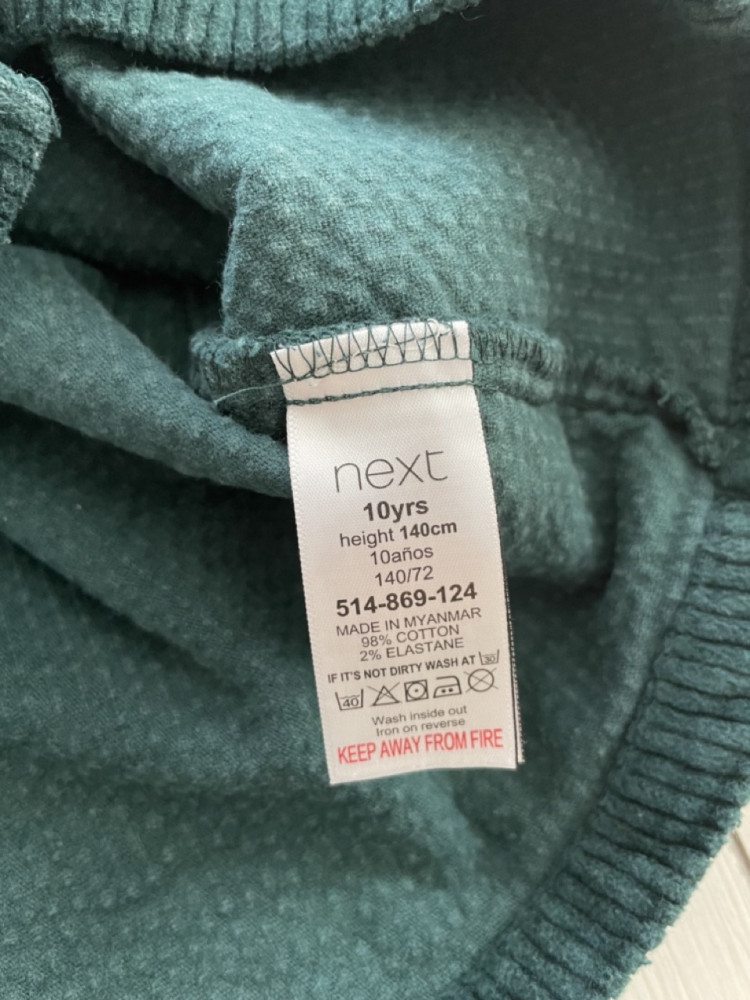 next
10yrs
height 140cm
10años
140/72
514-869-124
MADE IN MYANMAR
98% COTTON
2% ELASTANE
IF IT'S NOT DIRTY WASH AT 30
40
Wash inside out
Iron on reverse
KEEP AWAY FROM FIRE